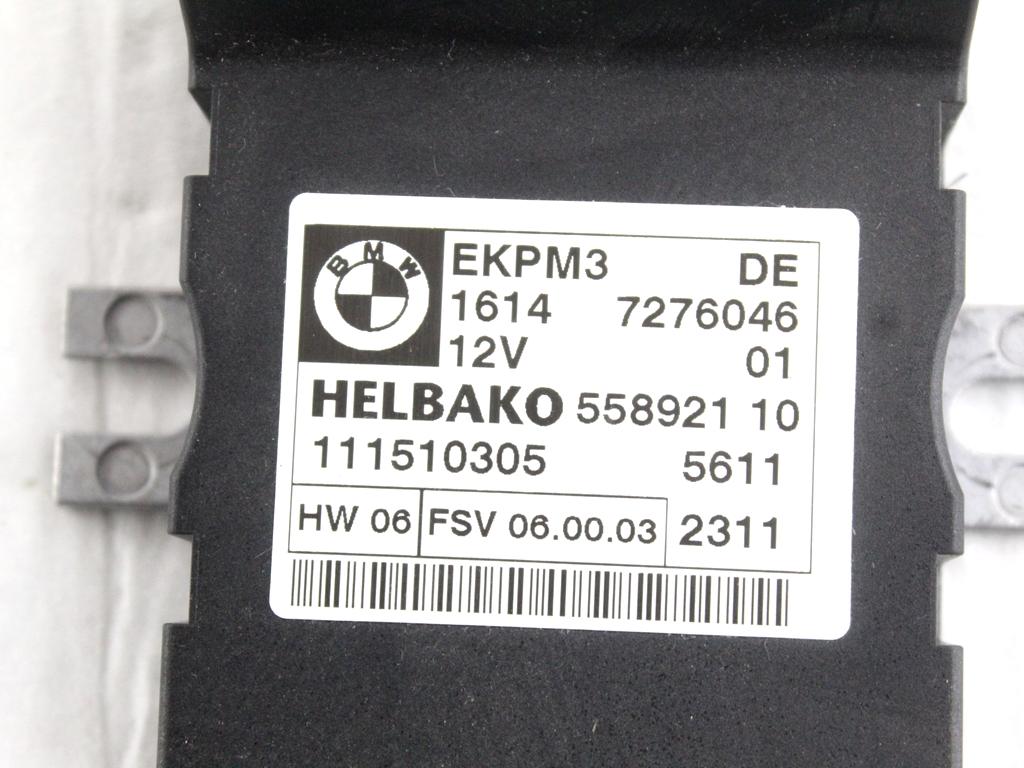 BMW
EKPM3 DE
1614 7276046
12V 01
HELBAKO 558921 10
111510305 5611
HW 06 FSV 06.00.03 2311